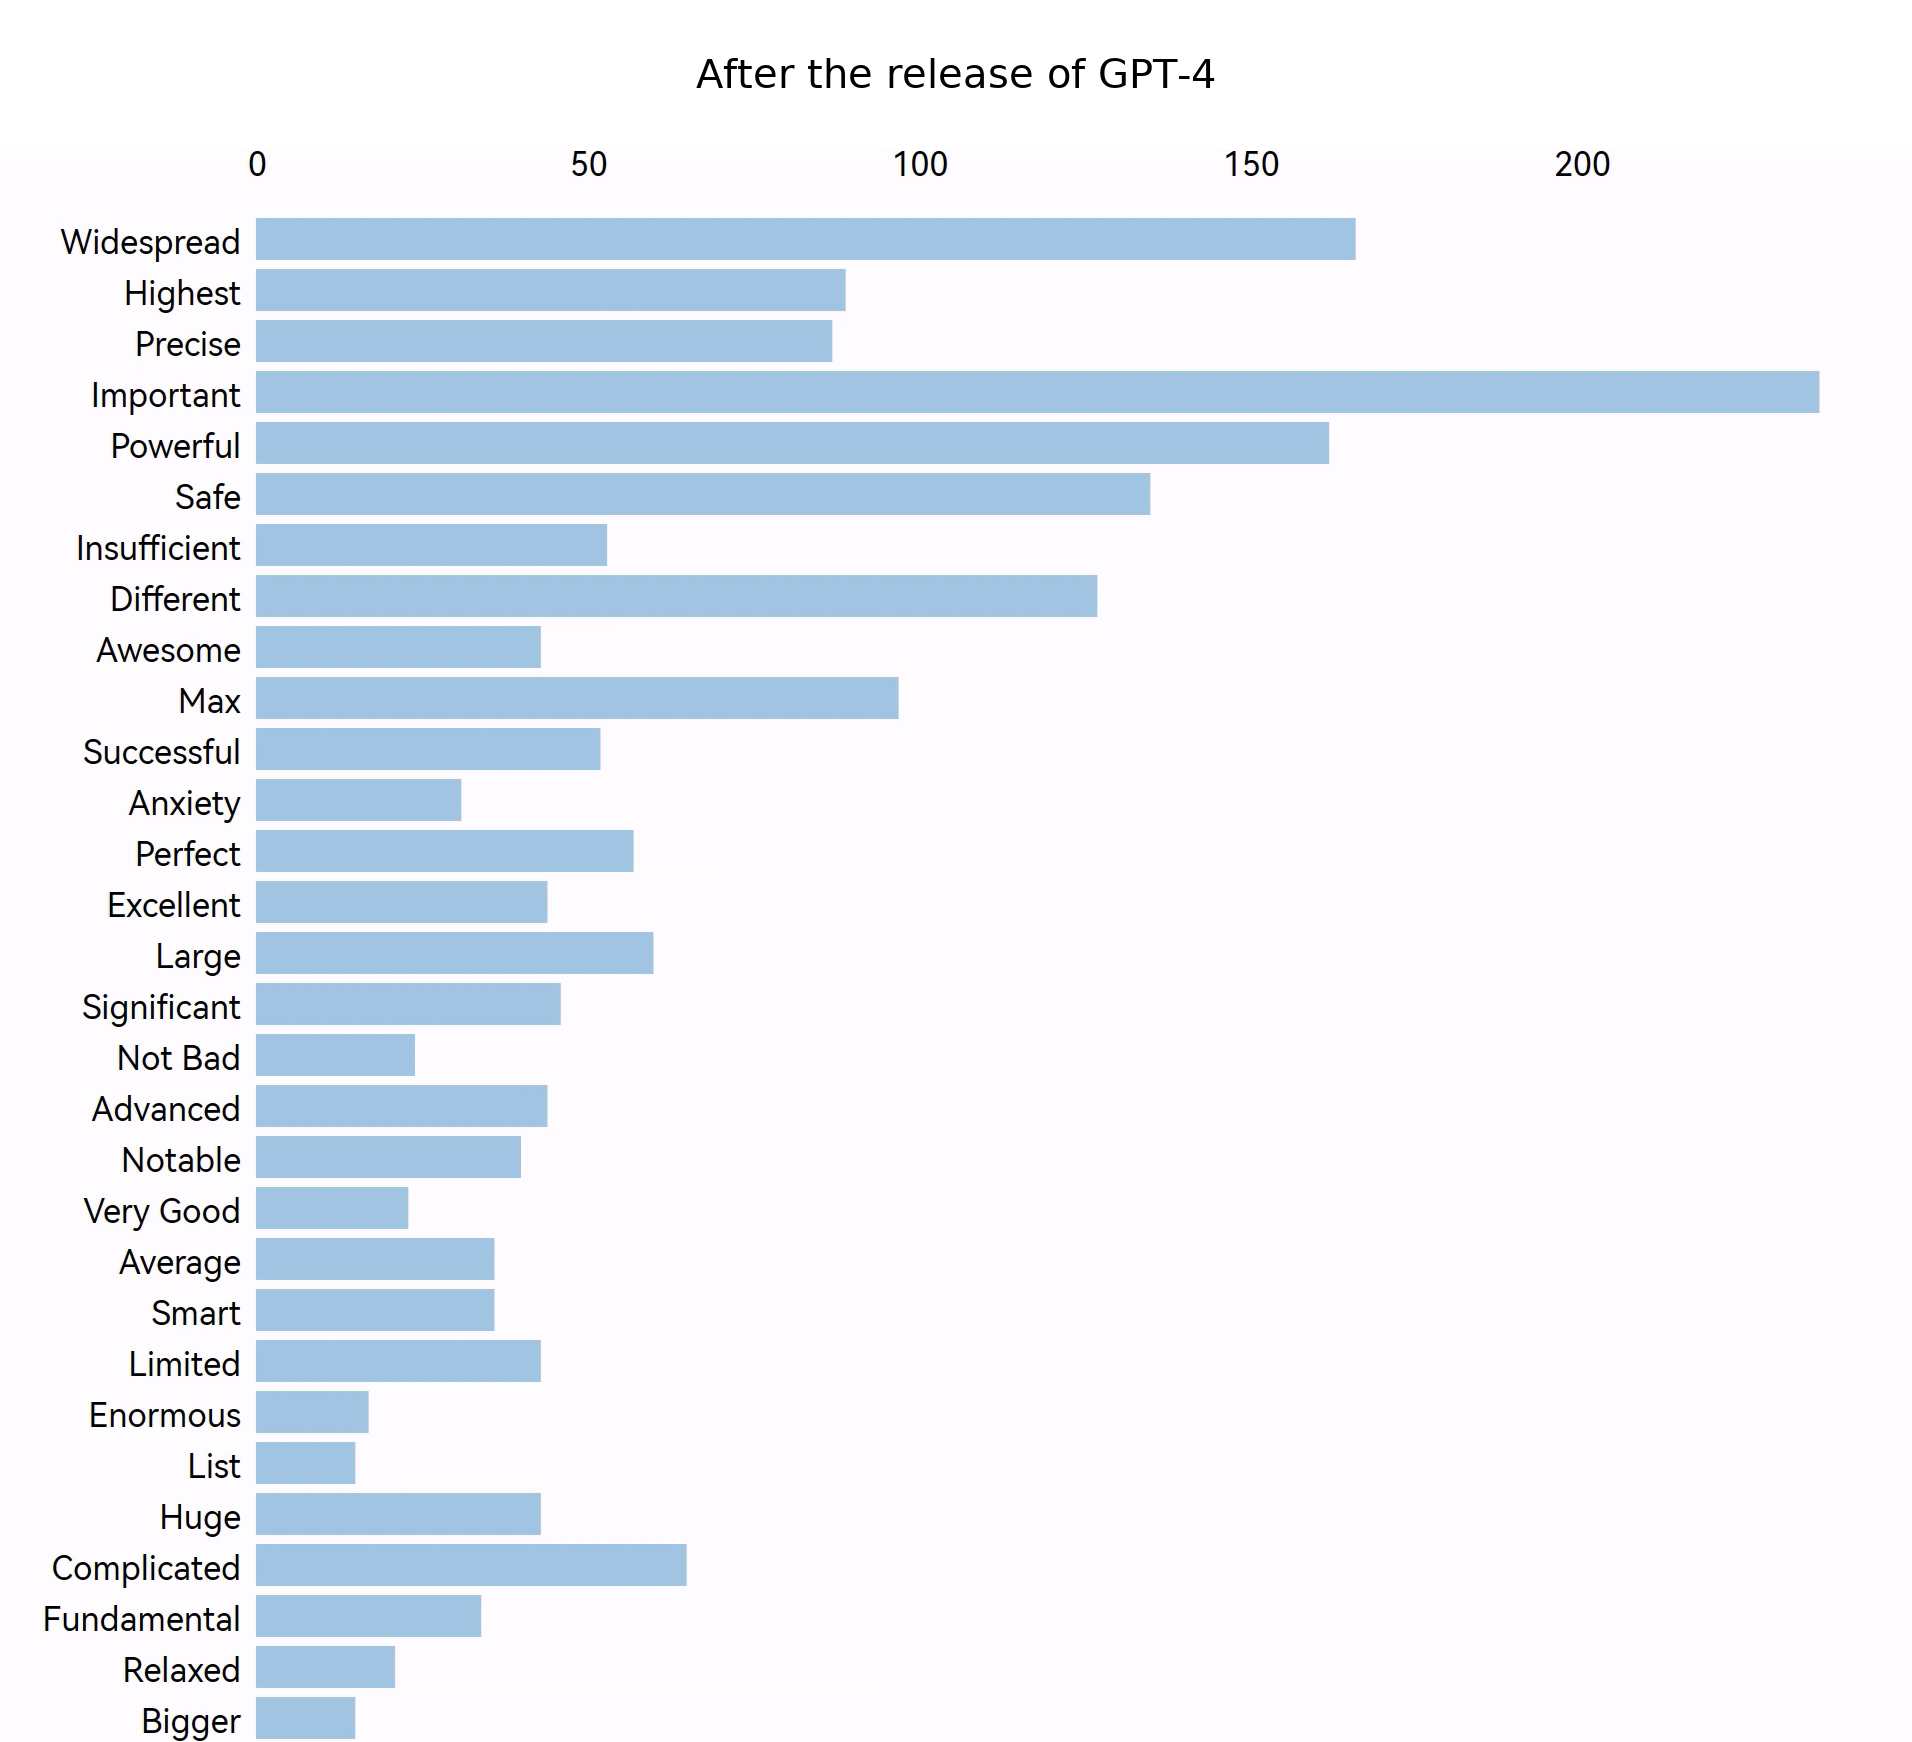 After the release of GPT-4
0 50 100 150 200
Widespread
Highest
Precise
Important
Powerful
Safe
Insufficient
Different
Awesome
Max
Successful
Anxiety
Perfect
Excellent
Large
Significant
Not Bad
Advanced
Notable
Very Good
Average
Smart
Limited
Enormous
List
Huge
Complicated
Fundamental
Relaxed
Bigger